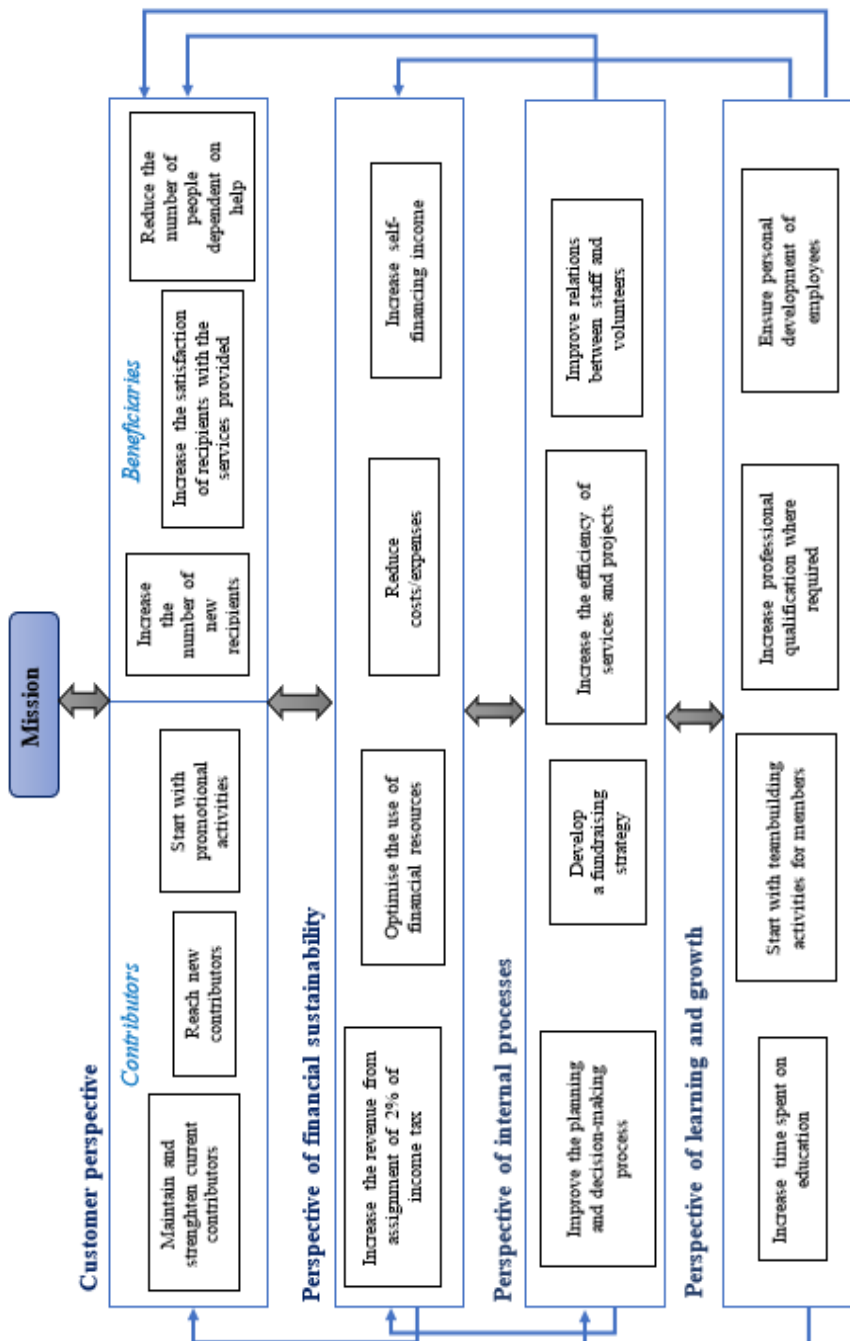 Mission
Customer perspective
Contributors
Beneficiaries
Maintain and
strenghten current
contributors
Reach new
contributors
Start with
promotional
activities
Increase
the
number of
new
recipients
Increase the satisfaction
of recipients with the
services provided
Reduce the
number of
people
dependent on
help
Perspective of financial sustainability
Increase the revenue from
assignment of 2% of
income tax
Optimise the use of
financial resources
Reduce
costs/expenses
Increase self-
financing income
Perspective of internal processes
Improve the planning
and decision-making
process
Develop
a fundraising
strategy
Increase the efficiency of
services and projects
Improve relations
between staff and
volunteers
Perspective of learning and growth
Increase time spent on
education
Start with teambuilding
activities for members
Increase professional
qualification where
required
Ensure personal
development of
employees